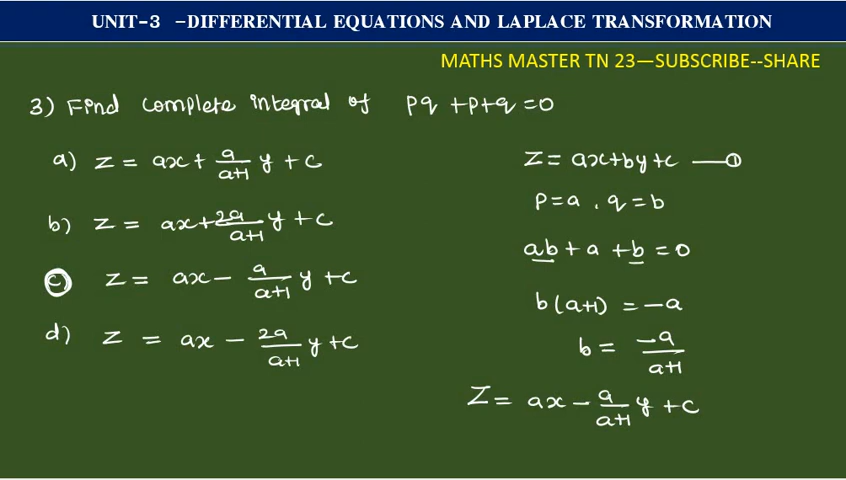 UNIT-3 –DIFFERENTIAL EQUATIONS AND LAPLACE TRANSFORMATION
MATHS MASTER TN 23—SUBSCRIBE--SHARE
3) Find complete integral of pq +p+q =0
a) z = ax + a/(a+1) y + c
b) z = ax + 2a/(a+1) y + c
c) z = ax − a/(a+1) y + c
d) z = ax − 2a/(a+1) y + c
z = ax+by+c —①
p=a , q=b
ab + a + b = 0
b(a+1) = −a
b = −a/(a+1)
z = ax − a/(a+1) y + c